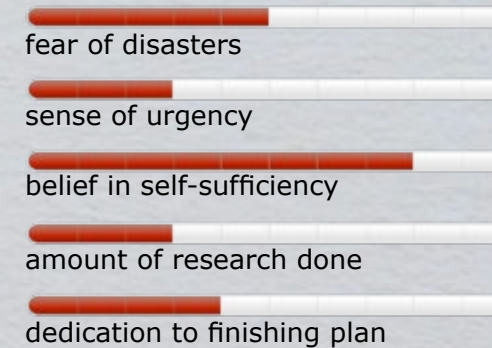 fear of disasters
sense of urgency
belief in self-sufficiency
amount of research done
dedication to finishing plan